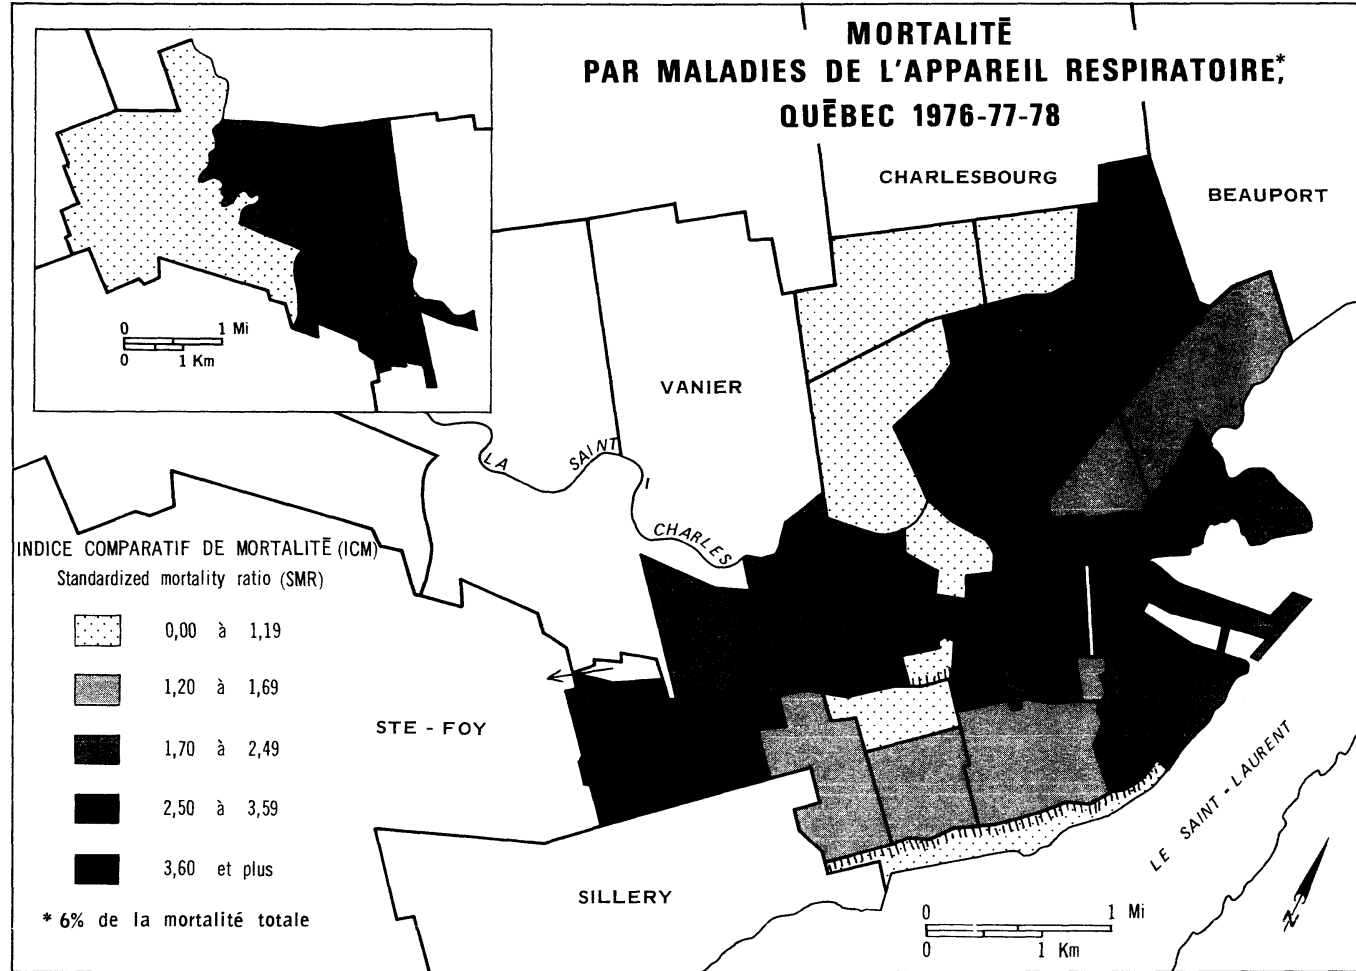 MORTALITÉ
PAR MALADIES DE L'APPAREIL RESPIRATOIRE,*
QUÉBEC 1976-77-78
CHARLESBOURG
BEAUPORT
0 1 Mi
0 1 Km
VANIER
LA SAINT
CHARLES
INDICE COMPARATIF DE MORTALITÉ (ICM)
Standardized mortality ratio (SMR)
0,00 à 1,19
1,20 à 1,69
1,70 à 2,49
2,50 à 3,59
3,60 et plus
* 6% de la mortalité totale
STE - FOY
SILLERY
LE SAINT - LAURENT
0 1 Mi
0 1 Km
N